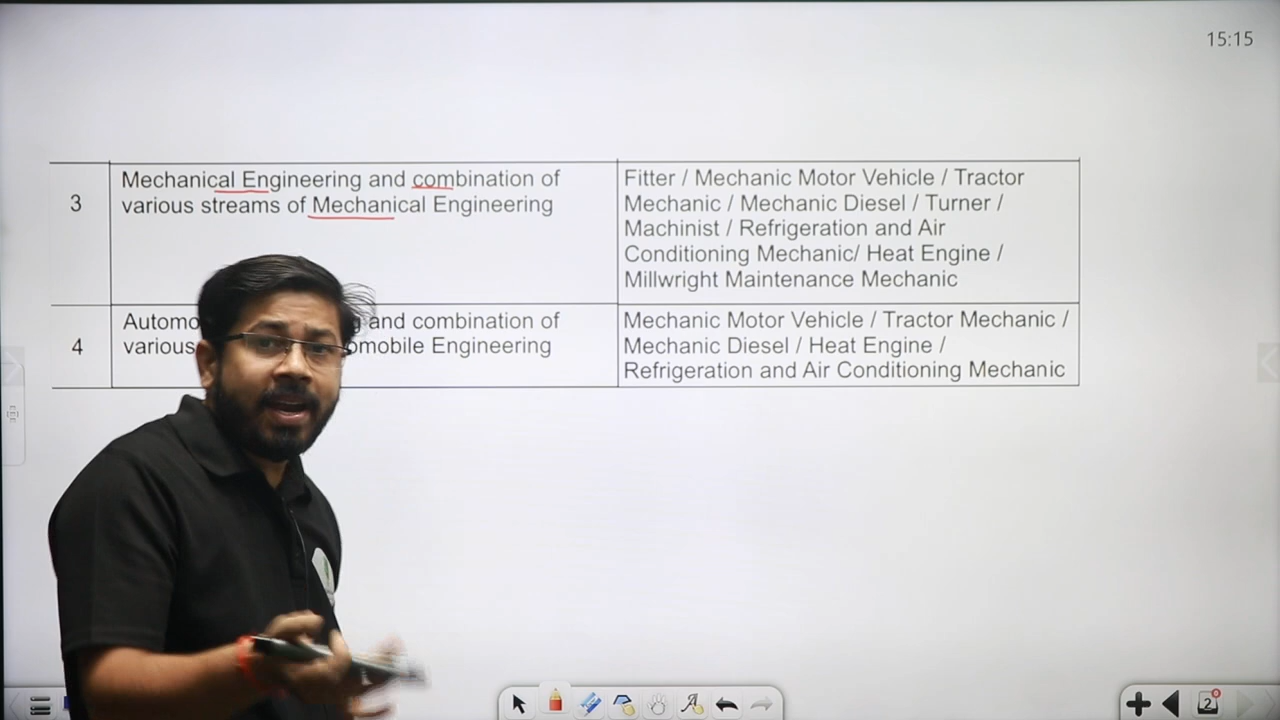 15:15
3
Mechanical Engineering and combination of
various streams of Mechanical Engineering
Fitter / Mechanic Motor Vehicle / Tractor
Mechanic / Mechanic Diesel / Turner /
Machinist / Refrigeration and Air
Conditioning Mechanic/ Heat Engine /
Millwright Maintenance Mechanic
4
Automo and combination of
various omobile Engineering
Mechanic Motor Vehicle / Tractor Mechanic /
Mechanic Diesel / Heat Engine /
Refrigeration and Air Conditioning Mechanic
2